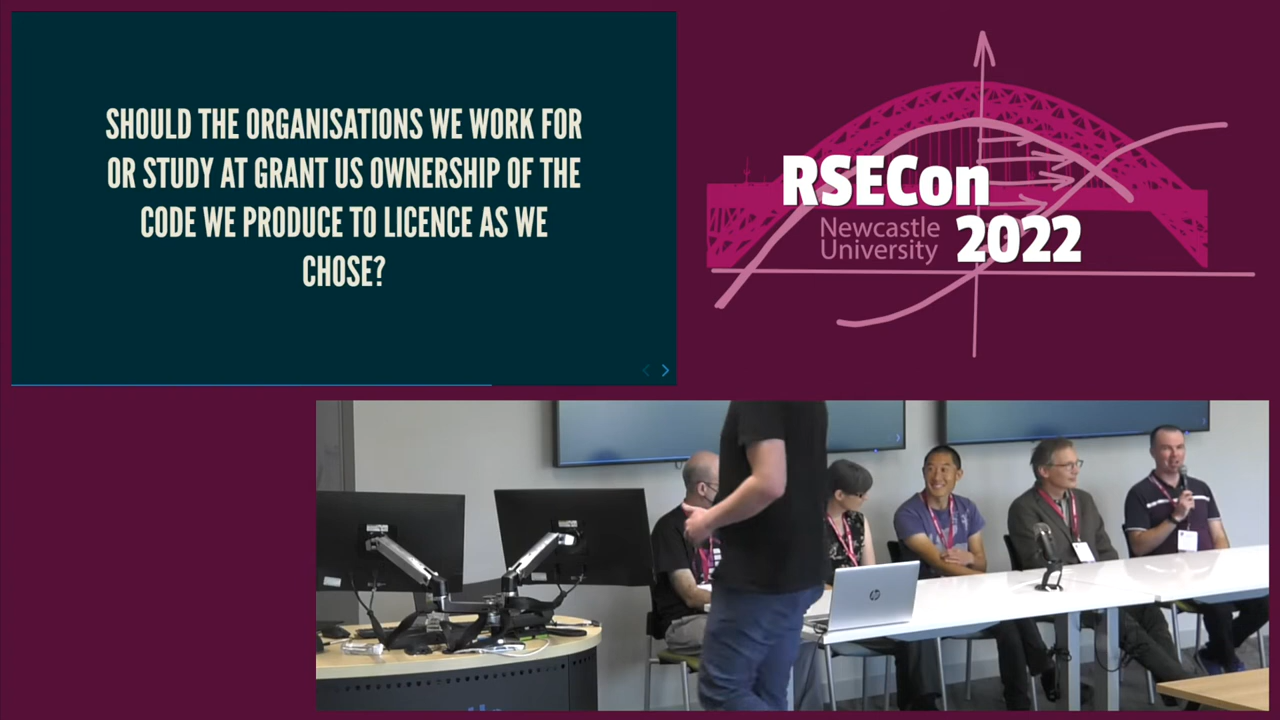 SHOULD THE ORGANISATIONS WE WORK FOR
OR STUDY AT GRANT US OWNERSHIP OF THE
CODE WE PRODUCE TO LICENCE AS WE
CHOSE?
RSECon
Newcastle
University
2022
hp